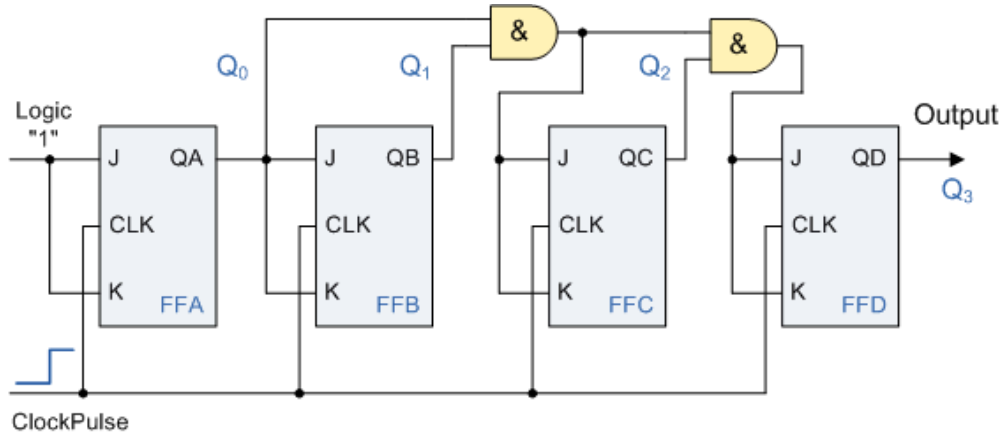 &
&
Q0
Q1
Q2
Logic
"1"
Output
J
QA
J
QB
J
QC
J
QD
Q3
CLK
CLK
CLK
CLK
K
FFA
K
FFB
K
FFC
K
FFD
ClockPulse